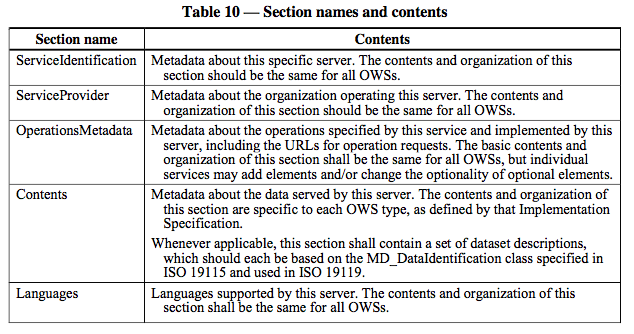 Table 10 — Section names and contents
Section name Contents
ServiceIdentification Metadata about this specific server. The contents and organization of this
section should be the same for all OWSs.
ServiceProvider Metadata about the organization operating this server. The contents and
organization of this section should be the same for all OWSs.
OperationsMetadata Metadata about the operations specified by this service and implemented by this
server, including the URLs for operation requests. The basic contents and
organization of this section shall be the same for all OWSs, but individual
services may add elements and/or change the optionality of optional elements.
Contents Metadata about the data served by this server. The contents and organization of
this section are specific to each OWS type, as defined by that Implementation
Specification.
Whenever applicable, this section shall contain a set of dataset descriptions,
which should each be based on the MD_DataIdentification class specified in
ISO 19115 and used in ISO 19119.
Languages Languages supported by this server. The contents and organization of this
section shall be the same for all OWSs.